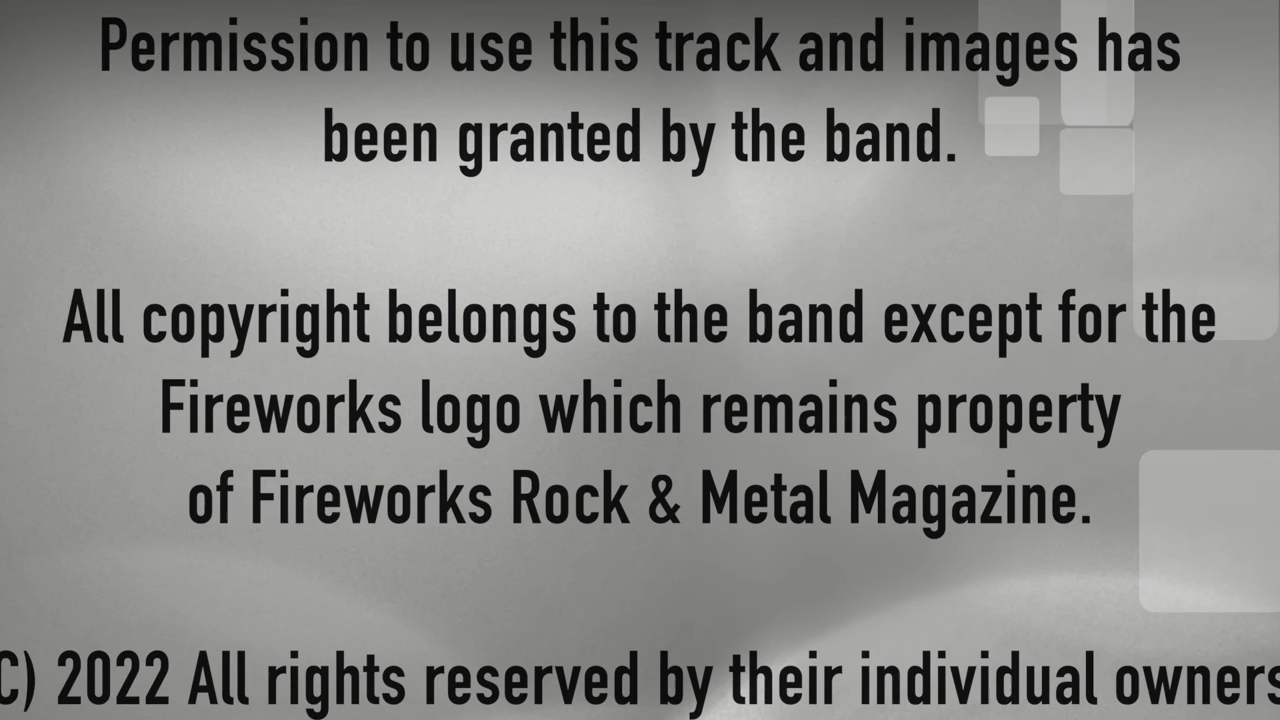 Permission to use this track and images has
been granted by the band.
All copyright belongs to the band except for the
Fireworks logo which remains property
of Fireworks Rock & Metal Magazine.
C) 2022 All rights reserved by their individual owners